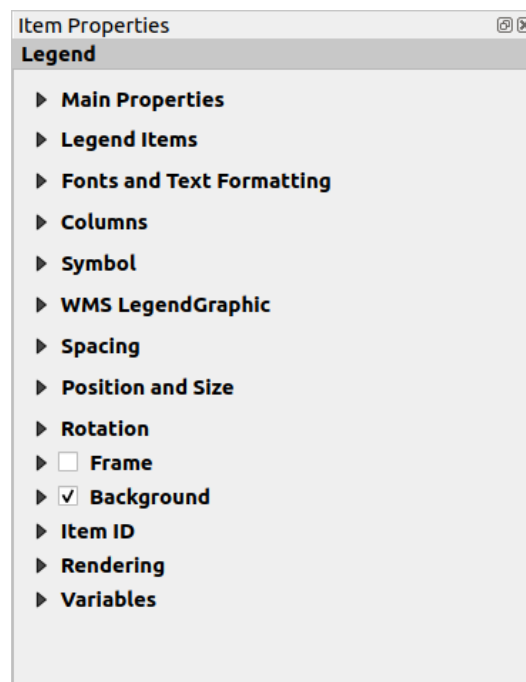 Item Properties
Legend
Main Properties
Legend Items
Fonts and Text Formatting
Columns
Symbol
WMS LegendGraphic
Spacing
Position and Size
Rotation
Frame
Background
Item ID
Rendering
Variables